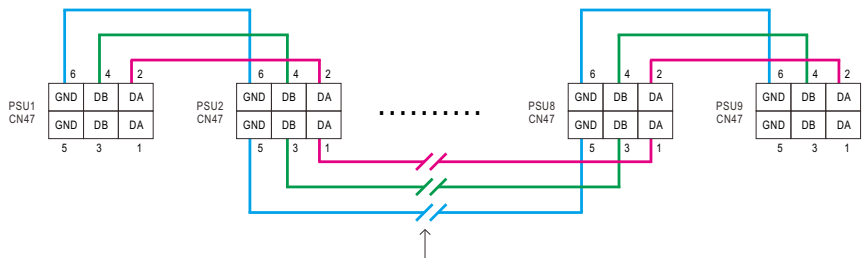 6 4 2 6 4 2 6 4 2 6 4 2
PSU1 GND DB DA PSU2 GND DB DA PSU8 GND DB DA PSU9 GND DB DA
CN47 GND DB DA CN47 GND DB DA .......... CN47 GND DB DA CN47 GND DB DA
5 3 1 5 3 1 5 3 1 5 3 1